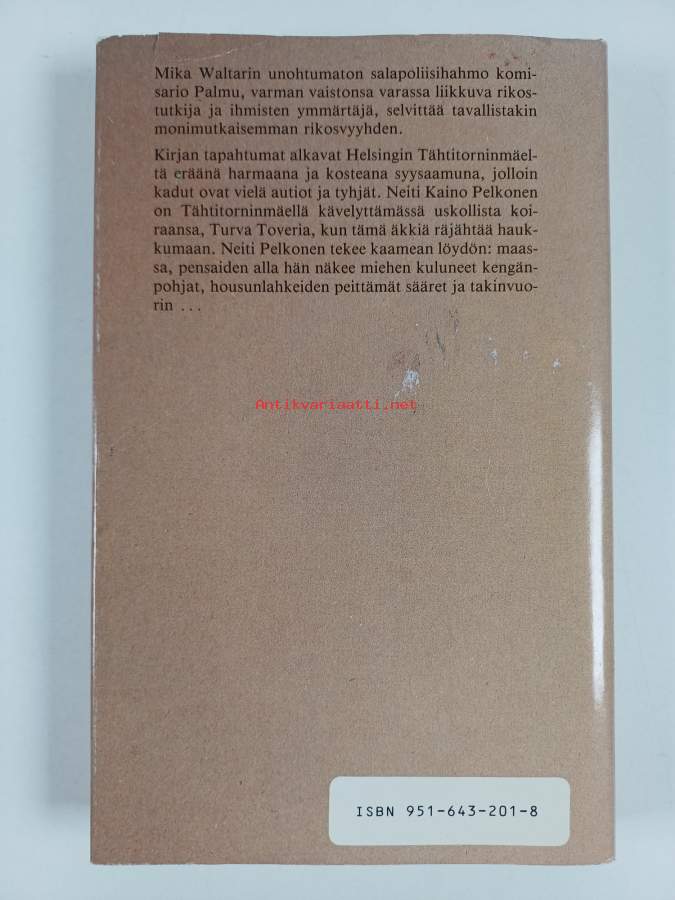 Mika Waltarin unohtumaton salapoliisihahmo komi-
sario Palmu, varman vaistonsa varassa liikkuva rikos-
tutkija ja ihmisten ymmärtäjä, selvittää tavallistakin
monimutkaisemman rikosvyyhden.
Kirjan tapahtumat alkavat Helsingin Tähtitorninmäel-
tä eräänä harmaana ja kosteana syysaamuna, jolloin
kadut ovat vielä autiot ja tyhjät. Neiti Kaino Pelkonen
on Tähtitorninmäellä kävelyttämässä uskollista koi-
raansa, Turva Toveria, kun tämä äkkiä räjähtää hauk-
kumaan. Neiti Pelkonen tekee kaamean löydön: maas-
sa, pensaiden alla hän näkee miehen kuluneet kengän-
pohjat, housunlahkeiden peittämät sääret ja takinvuo-
rin ...
Antikvariaatti.net
ISBN 951-643-201-8